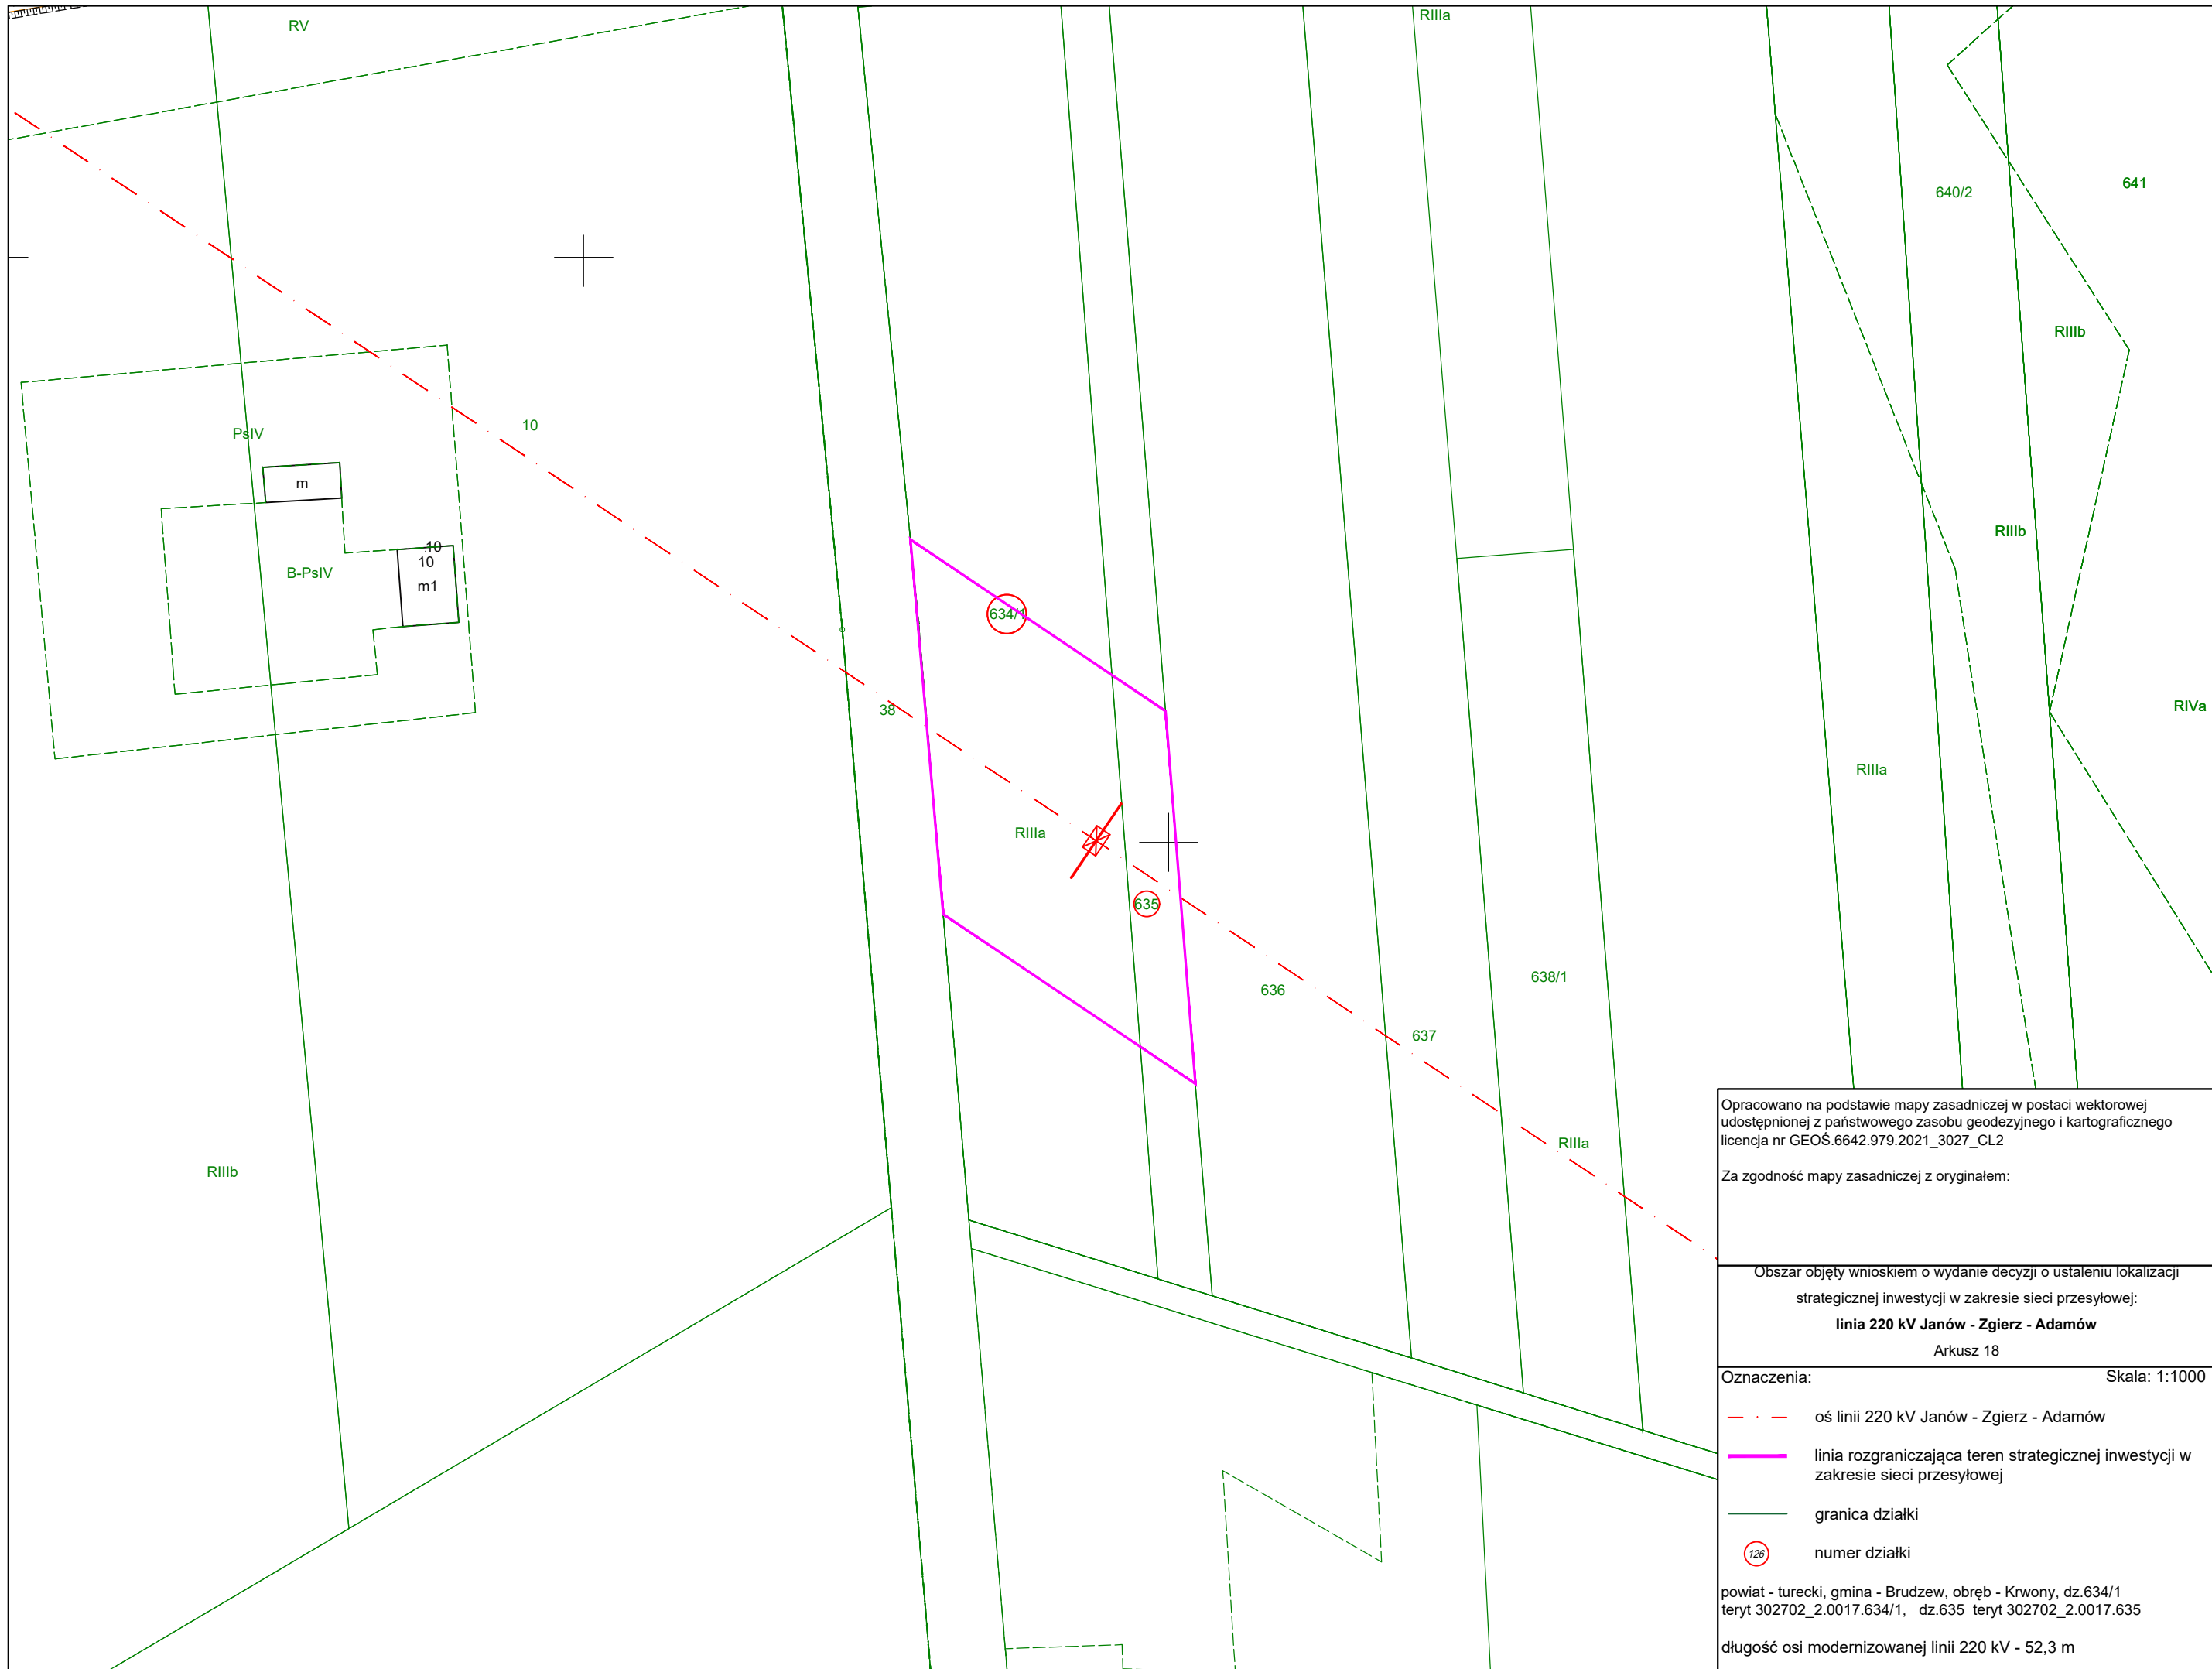 RV
RIIIa
641
640/2
RIIIb
10
PsIV
m
RIIIb
10
10
B-PsIV
m1
634/1
38
RIVa
RIIIa
RIIIa
635
638/1
636
637
RIIIa
RIIIb
Opracowano na podstawie mapy zasadniczej w postaci wektorowej
udostępnionej z państwowego zasobu geodezyjnego i kartograficznego
licencja nr GEOŚ.6642.979.2021_3027_CL2
Za zgodność mapy zasadniczej z oryginałem:
Obszar objęty wnioskiem o wydanie decyzji o ustaleniu lokalizacji
strategicznej inwestycji w zakresie sieci przesyłowej:
linia 220 kV Janów - Zgierz - Adamów
Arkusz 18
Oznaczenia: Skala: 1:1000
oś linii 220 kV Janów - Zgierz - Adamów
linia rozgraniczająca teren strategicznej inwestycji w
zakresie sieci przesyłowej
granica działki
126 numer działki
powiat - turecki, gmina - Brudzew, obręb - Krwony, dz.634/1
teryt 302702_2.0017.634/1, dz.635 teryt 302702_2.0017.635
długość osi modernizowanej linii 220 kV - 52,3 m